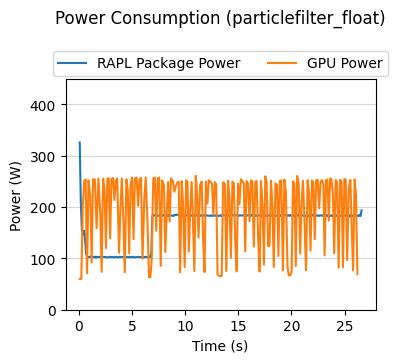 Power Consumption (particlefilter_float)
RAPL Package Power
GPU Power
Power (W)
400
300
200
100
0
0
5
10
15
20
25
Time (s)